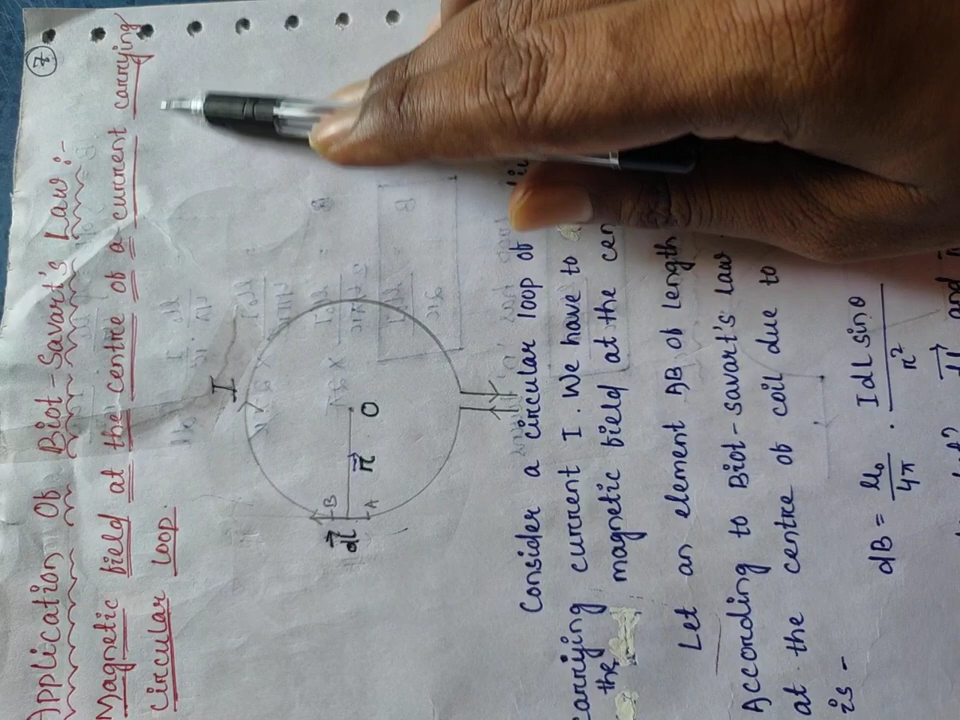 7
Application Of Biot-Savart's Law :-
Magnetic field at the centre of a current carrying
circular loop.
I
dl
B
A
r
O
Consider a circular loop of
carrying current I. We have to
the magnetic field at the cen
Let an element AB of length
According to Biot-savart's law
at the centre of coil due to
is -
dB = μ₀/4π . Idl sinθ/r²
dl and